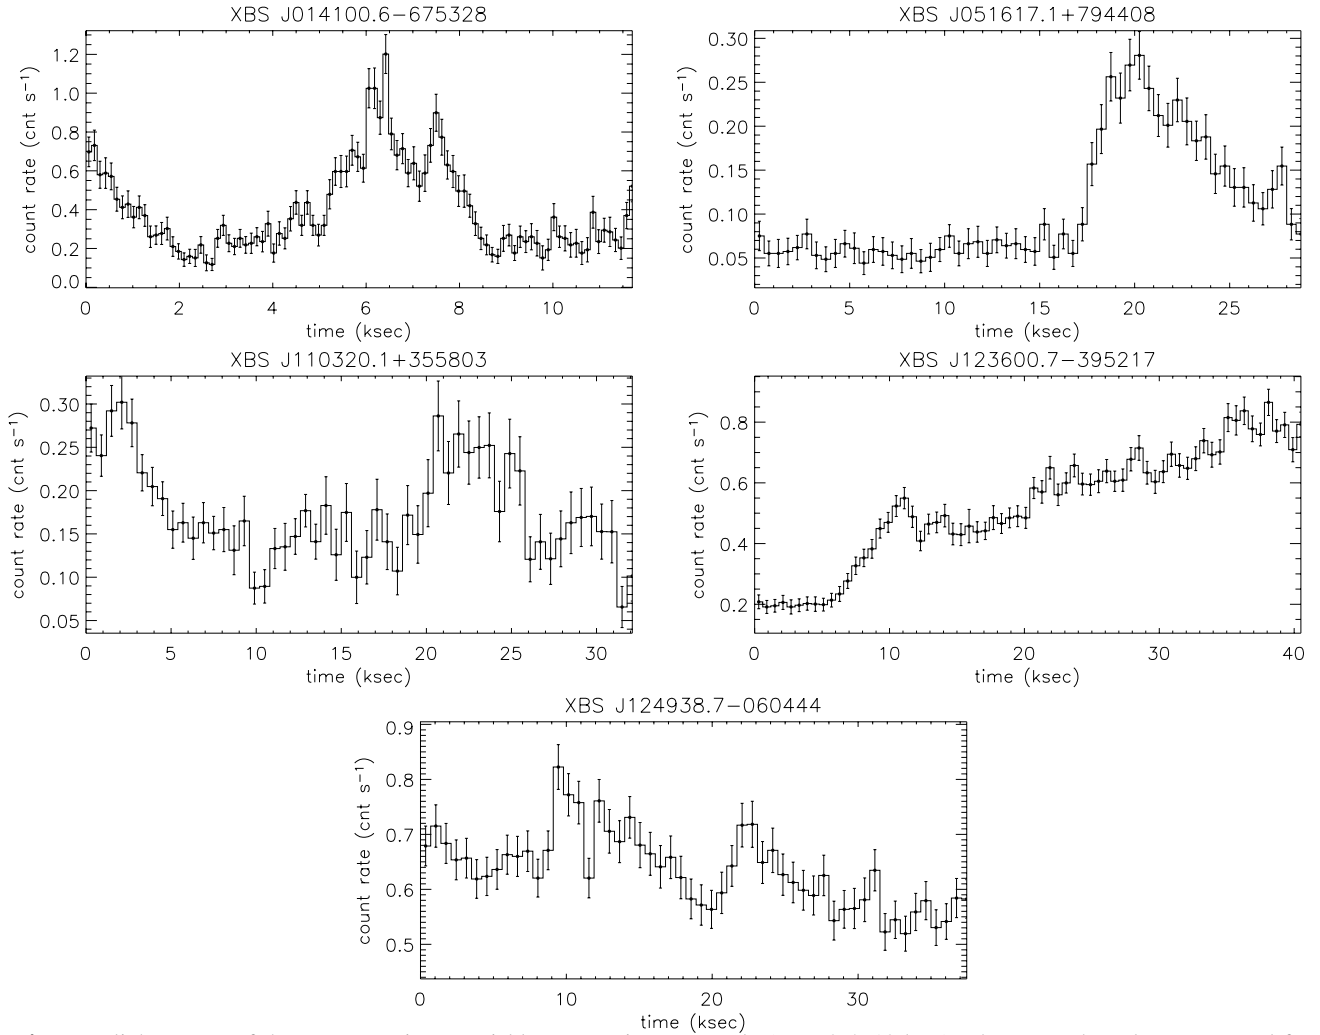 XBS J014100.6−675328
count rate (cnt s⁻¹)
1.2
1.0
0.8
0.6
0.4
0.2
0.0
0 2 4 6 8 10
time (ksec)
XBS J051617.1+794408
count rate (cnt s⁻¹)
0.30
0.25
0.20
0.15
0.10
0.05
0 5 10 15 20 25
time (ksec)
XBS J110320.1+355803
count rate (cnt s⁻¹)
0.30
0.25
0.20
0.15
0.10
0.05
0 5 10 15 20 25 30
time (ksec)
XBS J123600.7−395217
count rate (cnt s⁻¹)
0.8
0.6
0.4
0.2
0 10 20 30 40
time (ksec)
XBS J124938.7−060444
count rate (cnt s⁻¹)
0.9
0.8
0.7
0.6
0.5
0 10 20 30
time (ksec)